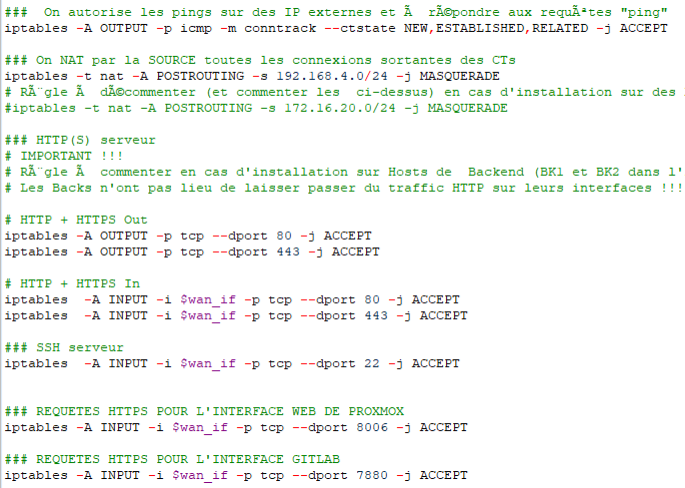 ###  On autorise les pings sur des IP externes et Ã  rÃ©pondre aux requÃªtes "ping"
iptables -A OUTPUT -p icmp -m conntrack --ctstate NEW,ESTABLISHED,RELATED -j ACCEPT
### On NAT par la SOURCE toutes les connexions sortantes des CTs
iptables -t nat -A POSTROUTING -s 192.168.4.0/24 -j MASQUERADE
# RÃ¨gle Ã  dÃ©commenter (et commenter les  ci-dessus) en cas d'installation sur des
#iptables -t nat -A POSTROUTING -s 172.16.20.0/24 -j MASQUERADE
### HTTP(S) serveur
# IMPORTANT !!!
# RÃ¨gle Ã  commenter en cas d'installation sur Hosts de  Backend (BK1 et BK2 dans l'
# Les Backs n'ont pas lieu de laisser passer du traffic HTTP sur leurs interfaces !!!
# HTTP + HTTPS Out
iptables -A OUTPUT -p tcp --dport 80 -j ACCEPT
iptables -A OUTPUT -p tcp --dport 443 -j ACCEPT
# HTTP + HTTPS In
iptables  -A INPUT -i $wan_if -p tcp --dport 80 -j ACCEPT
iptables  -A INPUT -i $wan_if -p tcp --dport 443 -j ACCEPT
### SSH serveur
iptables  -A INPUT -i $wan_if -p tcp --dport 22 -j ACCEPT
### REQUETES HTTPS POUR L'INTERFACE WEB DE PROXMOX
iptables -A INPUT -i $wan_if -p tcp --dport 8006 -j ACCEPT
### REQUETES HTTPS POUR L'INTERFACE GITLAB
iptables -A INPUT -i $wan_if -p tcp --dport 7880 -j ACCEPT